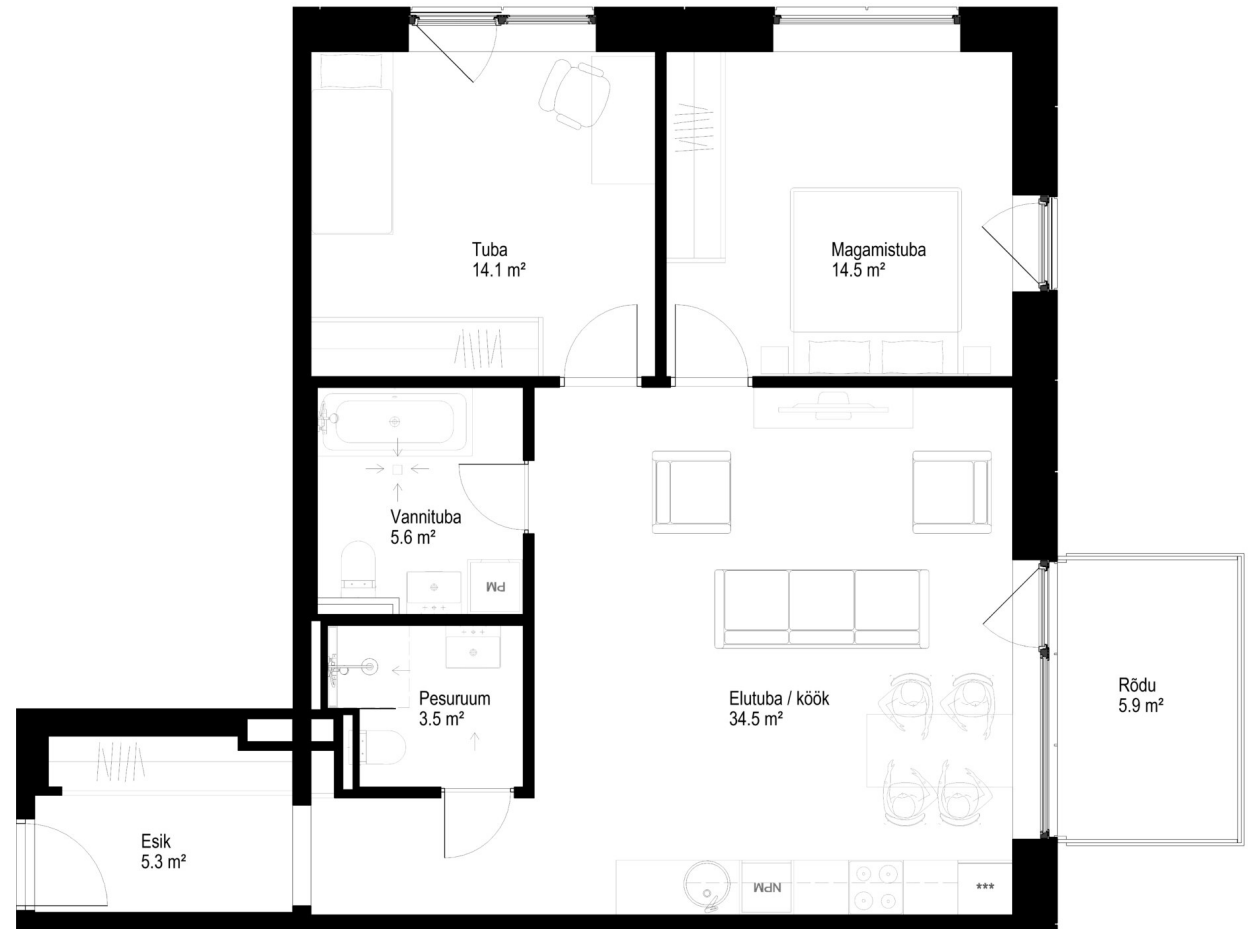 Tuba
14.1 m²
Magamistuba
14.5 m²
Vannituba
5.6 m²
PM
Pesuruum
3.5 m²
Elutuba / köök
34.5 m²
Rõdu
5.9 m²
Esik
5.3 m²
NPM
***